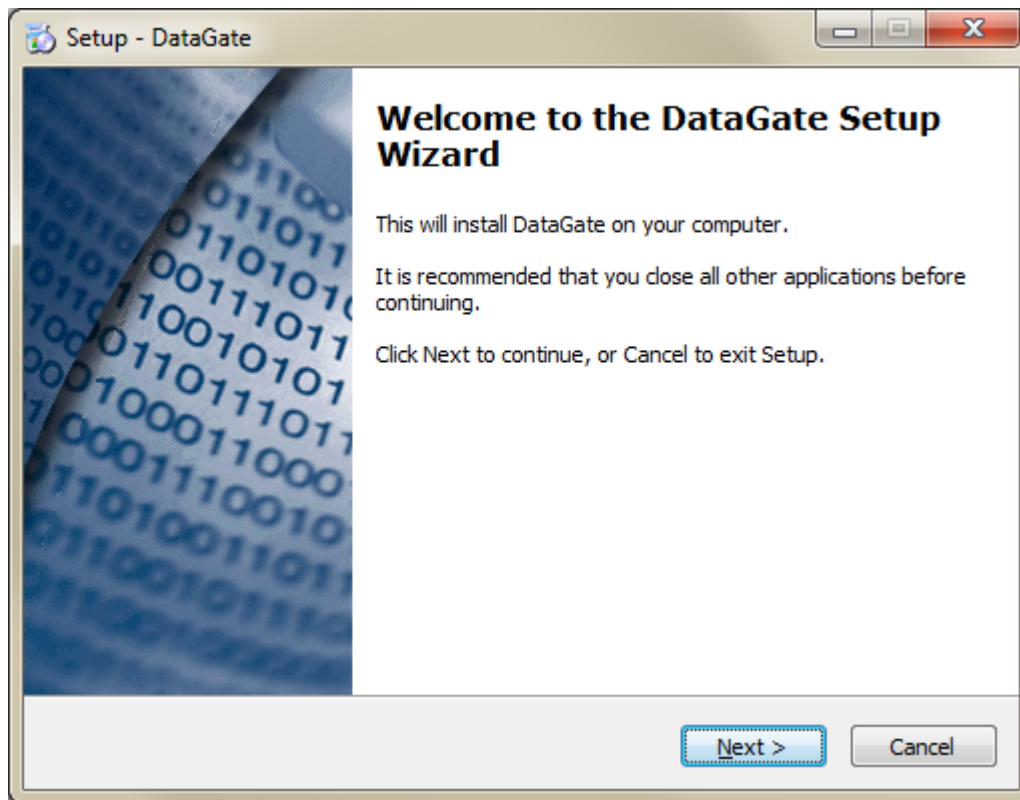 Setup - DataGate
Welcome to the DataGate Setup
Wizard
This will install DataGate on your computer.
It is recommended that you close all other applications before
continuing.
Click Next to continue, or Cancel to exit Setup.
Next >
Cancel